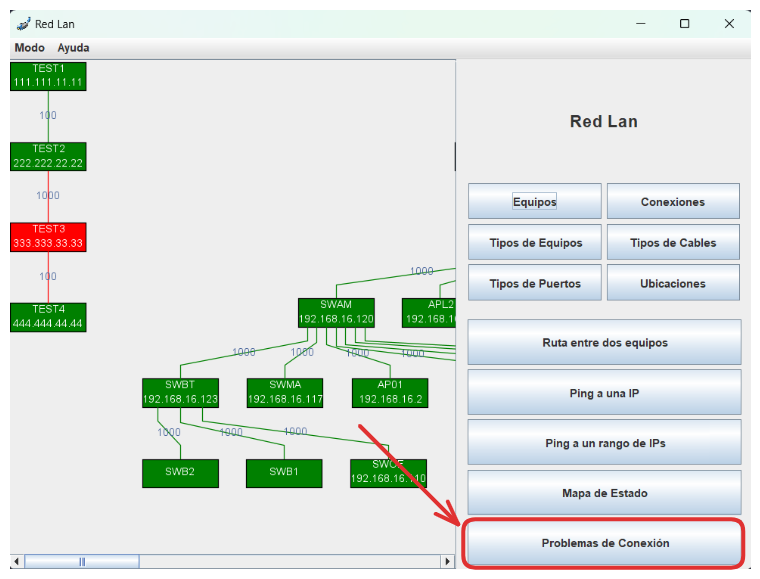 Red Lan
Modo Ayuda
TEST1
111.111.11.11
100
TEST2
222.222.22.22
1000
TEST3
333.333.33.33
100
TEST4
444.444.44.44
1000
SWAM
192.168.16.120
APL2
192.168.1
1000 1000 1000 1000
SWBT
192.168.16.123
SWMA
192.168.16.117
AP01
192.168.16.2
1000 1000 1000
SWB2
SWB1
192.168.16.110
Red Lan
Equipos
Conexiones
Tipos de Equipos
Tipos de Cables
Tipos de Puertos
Ubicaciones
Ruta entre dos equipos
Ping a una IP
Ping a un rango de IPs
Mapa de Estado
Problemas de Conexión